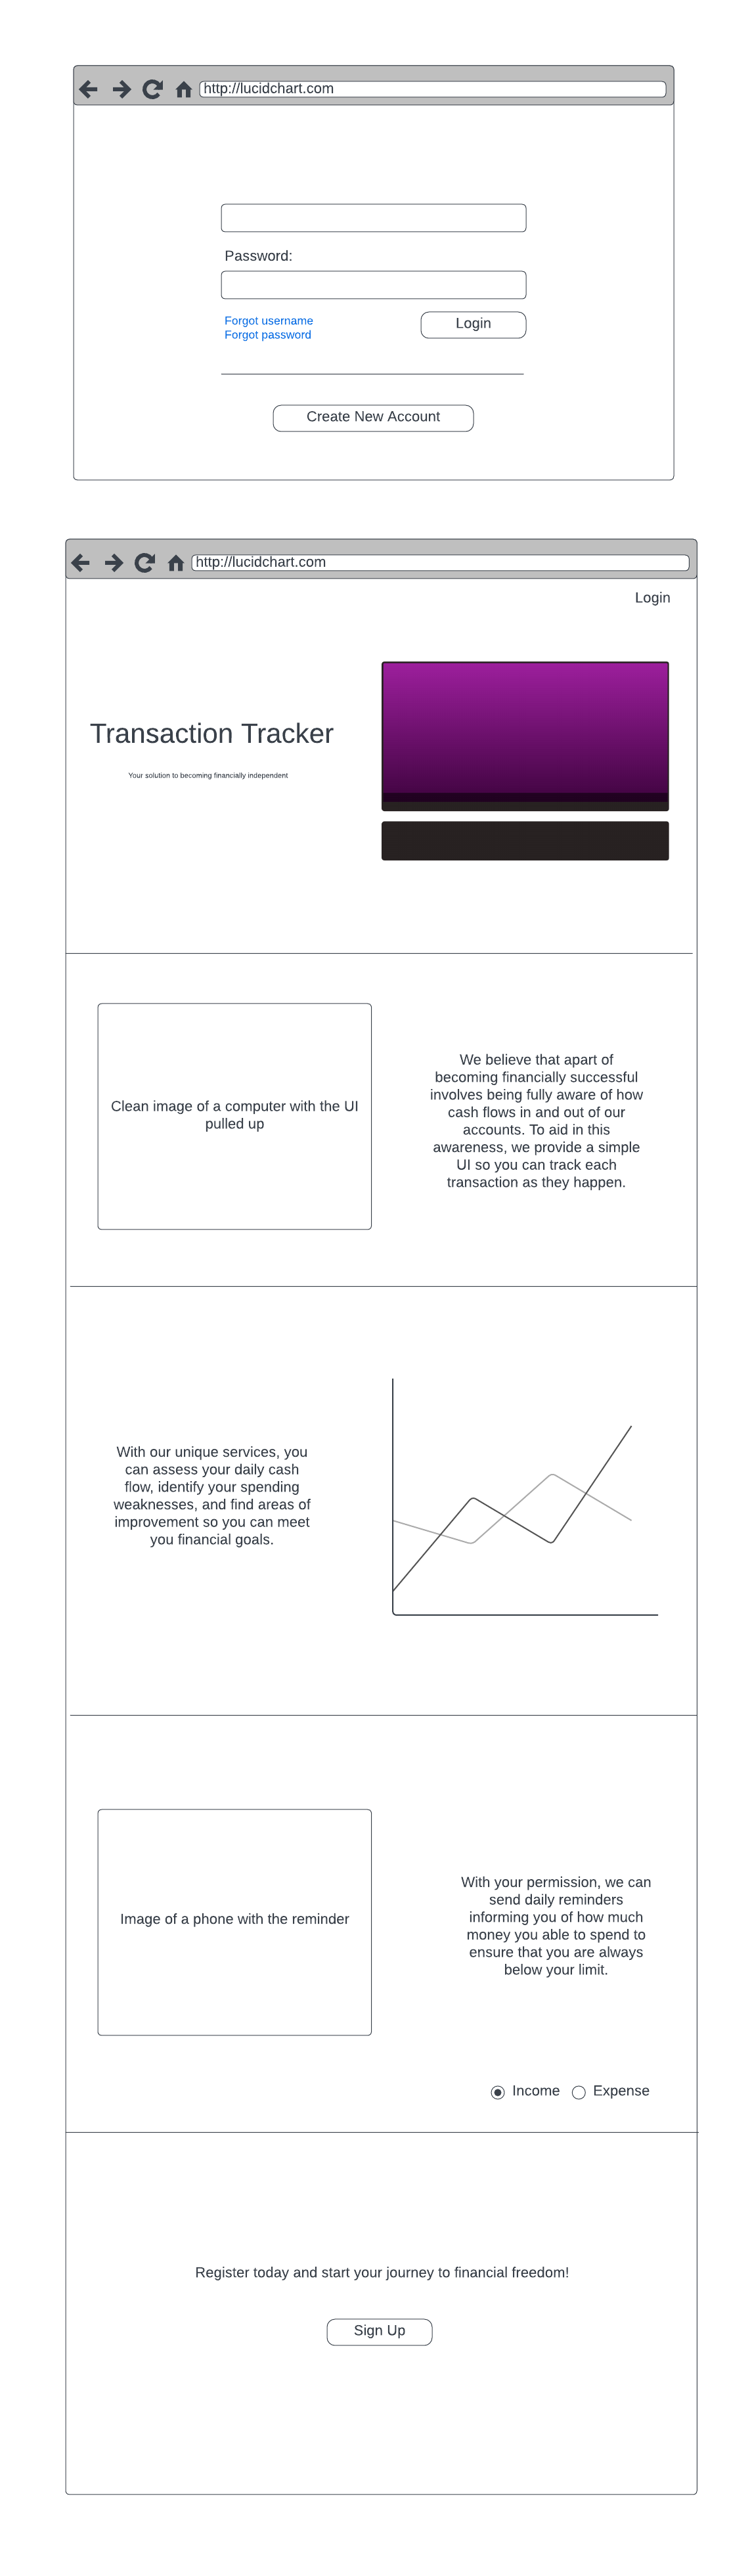 http://lucidchart.com
Password:
Forgot username
Forgot password
Login
Create New Account
http://lucidchart.com
Login
Transaction Tracker
Your solution to becoming financially independent
Clean image of a computer with the UI
pulled up
We believe that apart of
becoming financially successful
involves being fully aware of how
cash flows in and out of our
accounts. To aid in this
awareness, we provide a simple
UI so you can track each
transaction as they happen.
With our unique services, you
can assess your daily cash
flow, identify your spending
weaknesses, and find areas of
improvement so you can meet
you financial goals.
Image of a phone with the reminder
With your permission, we can
send daily reminders
informing you of how much
money you able to spend to
ensure that you are always
below your limit.
Income Expense
Register today and start your journey to financial freedom!
Sign Up